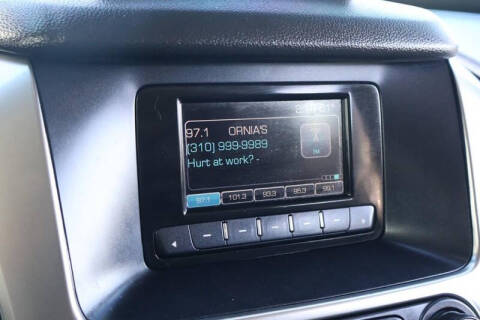 97.1 ORNIA'S
(310) 999-9989
Hurt at work? -
FM
97.1 101.3 93.3 95.3 99.1